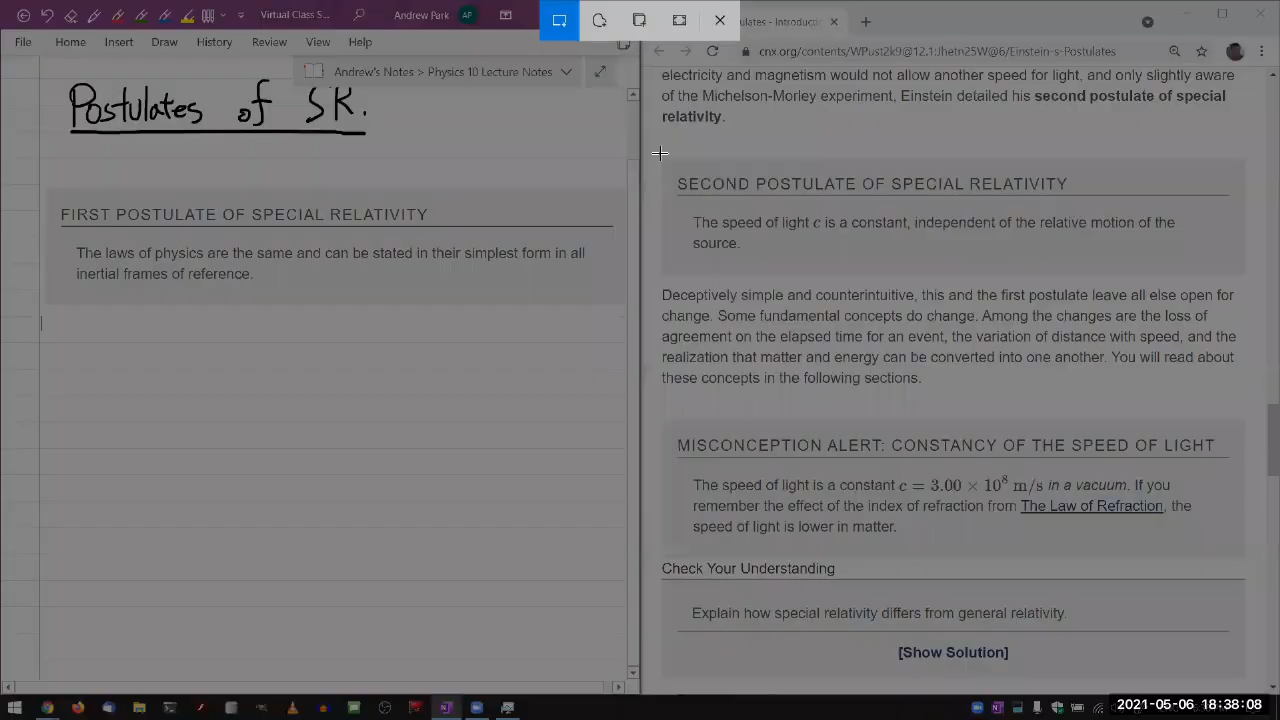 Virtual Class SK
Andrew Park
AP
File
Home
Insert
Draw
History
Review
View
Help
Andrew's Notes > Physics 10 Lecture Notes
Postulates of SR.
FIRST POSTULATE OF SPECIAL RELATIVITY
The laws of physics are the same and can be stated in their simplest form in all
inertial frames of reference.
ulates - Introductio
cnx.org/contents/WPust2k9@12.1:/hetn25W@6/Einstein-s-Postulates
electricity and magnetism would not allow another speed for light, and only slightly aware
of the Michelson-Morley experiment, Einstein detailed his second postulate of special
relativity.
SECOND POSTULATE OF SPECIAL RELATIVITY
The speed of light c is a constant, independent of the relative motion of the
source.
Deceptively simple and counterintuitive, this and the first postulate leave all else open for
change. Some fundamental concepts do change. Among the changes are the loss of
agreement on the elapsed time for an event, the variation of distance with speed, and the
realization that matter and energy can be converted into one another. You will read about
these concepts in the following sections.
MISCONCEPTION ALERT: CONSTANCY OF THE SPEED OF LIGHT
The speed of light is a constant c = 3.00 × 10⁸ m/s in a vacuum. If you
remember the effect of the index of refraction from The Law of Refraction, the
speed of light is lower in matter.
Check Your Understanding
Explain how special relativity differs from general relativity.
[Show Solution]
2021-05-06 18:38:08